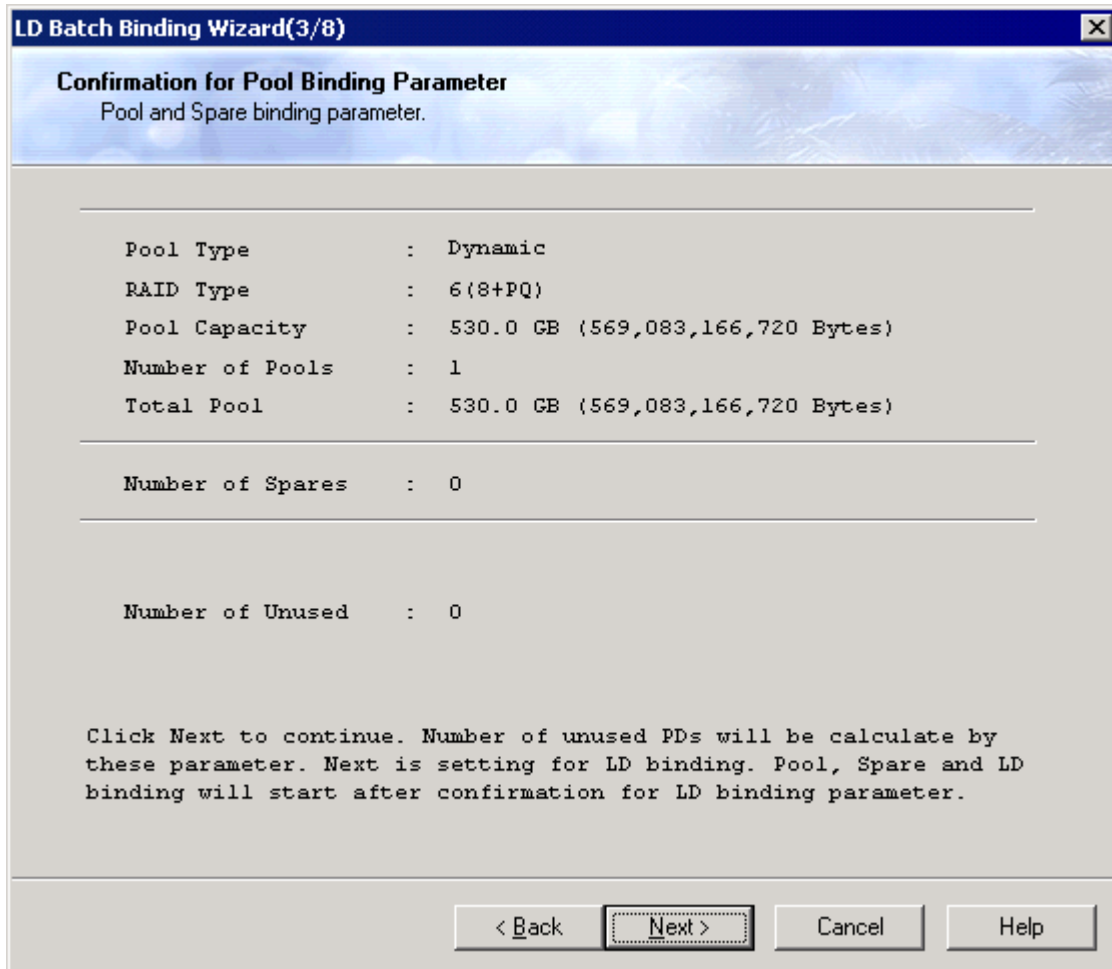 LD Batch Binding Wizard(3/8)
Confirmation for Pool Binding Parameter
Pool and Spare binding parameter.
Pool Type : Dynamic
RAID Type : 6(8+PQ)
Pool Capacity : 530.0 GB (569,083,166,720 Bytes)
Number of Pools : 1
Total Pool : 530.0 GB (569,083,166,720 Bytes)
Number of Spares : 0
Number of Unused : 0
Click Next to continue. Number of unused PDs will be calculate by
these parameter. Next is setting for LD binding. Pool, Spare and LD
binding will start after confirmation for LD binding parameter.
< Back Next > Cancel Help